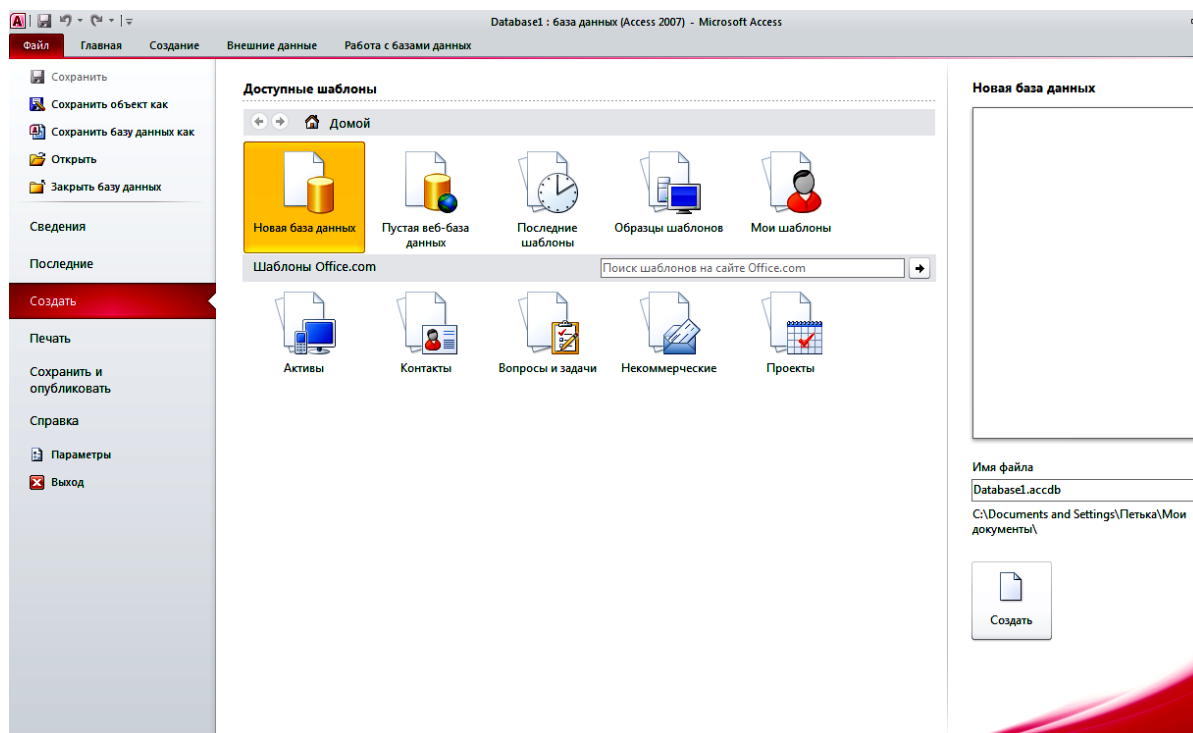 Database1 : база данных (Access 2007) - Microsoft Access
Файл Главная Создание Внешние данные Работа с базами данных
Сохранить
Сохранить объект как
Сохранить базу данных как
Открыть
Закрыть базу данных
Сведения
Последние
Создать
Печать
Сохранить и
опубликовать
Справка
Параметры
Выход
Доступные шаблоны
Домой
Новая база данных
Пустая веб-база
данных
Последние
шаблоны
Образцы шаблонов
Мои шаблоны
Шаблоны Office.com
Поиск шаблонов на сайте Office.com
Активы
Контакты
Вопросы и задачи
Некоммерческие
Проекты
Новая база данных
Имя файла
Database1.accdb
C:\Documents and Settings\Петька\Мои
документы\
Создать